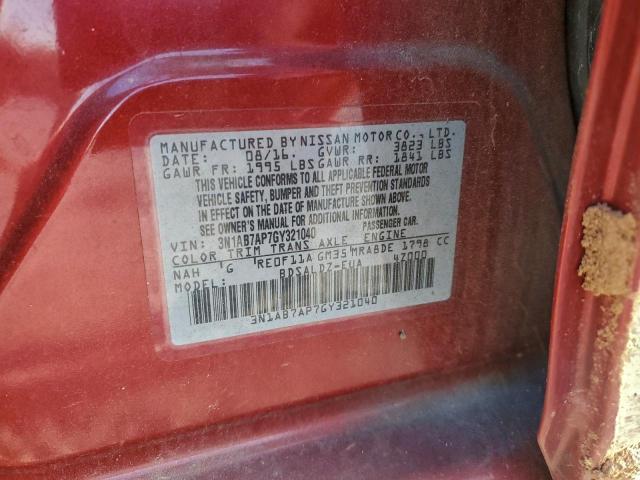 MANUFACTURED BY NISSAN MOTOR CO., LTD.
DATE: 08/16. GVWR: 3823 LBS
GAWR FR: 1995 LBS GAWR RR: 1841 LBS
THIS VEHICLE CONFORMS TO ALL APPLICABLE FEDERAL MOTOR
VEHICLE SAFETY, BUMPER AND THEFT PREVENTION STANDARDS
IN EFFECT ON THE DATE OF MANUFACTURE SHOWN ABOVE.
SEE OWNER'S MANUAL FOR ADDITIONAL INFORMATION.
VIN: 3N1AB7AP7GY321040 PASSENGER CAR.
COLOR TRIM TRANS AXLE ENGINE
NAH G RE0F11A GM35 MRA8DE 1798 CC
MODEL: BDSALDZ-EUA 47000
3N1AB7AP7GY321040